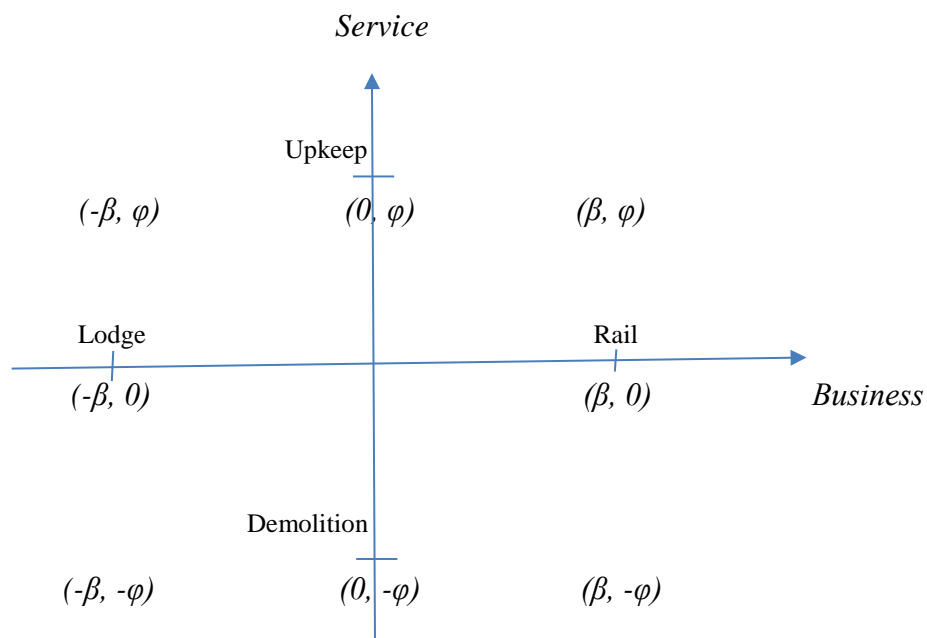 Service
Upkeep
(-β, φ) (0, φ) (β, φ)
Lodge Rail
(-β, 0) (β, 0) Business
Demolition
(-β, -φ) (0, -φ) (β, -φ)